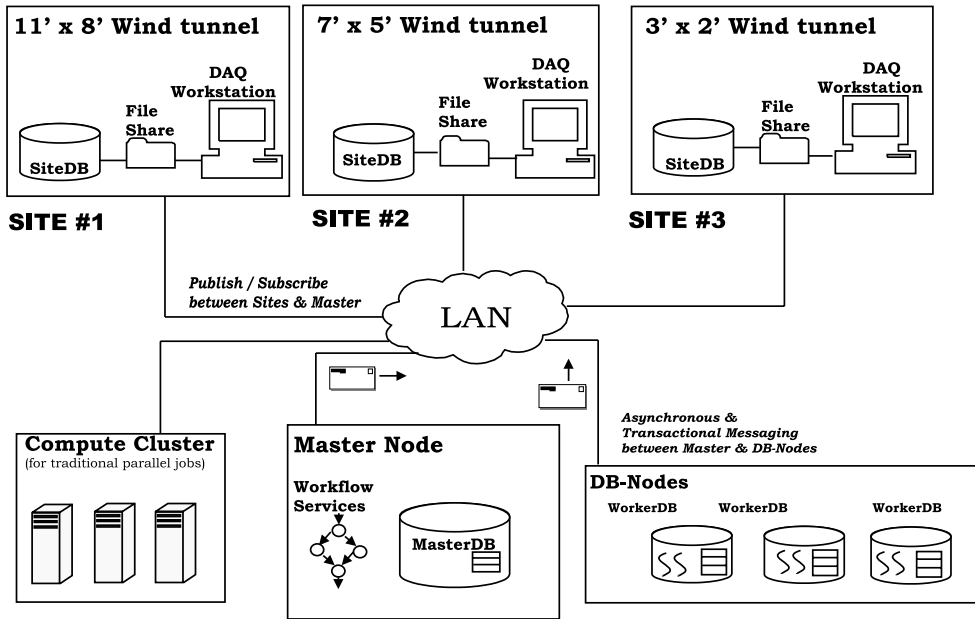 11’ x 8’ Wind tunnel
DAQ
Workstation
File
Share
SiteDB
SITE #1
7’ x 5’ Wind tunnel
DAQ
Workstation
File
Share
SiteDB
SITE #2
3’ x 2’ Wind tunnel
DAQ
Workstation
File
Share
SiteDB
SITE #3
Publish / Subscribe
between Sites & Master
LAN
Compute Cluster
(for traditional parallel jobs)
Master Node
Workflow
Services
MasterDB
Asynchronous &
Transactional Messaging
between Master & DB-Nodes
DB-Nodes
WorkerDB WorkerDB WorkerDB